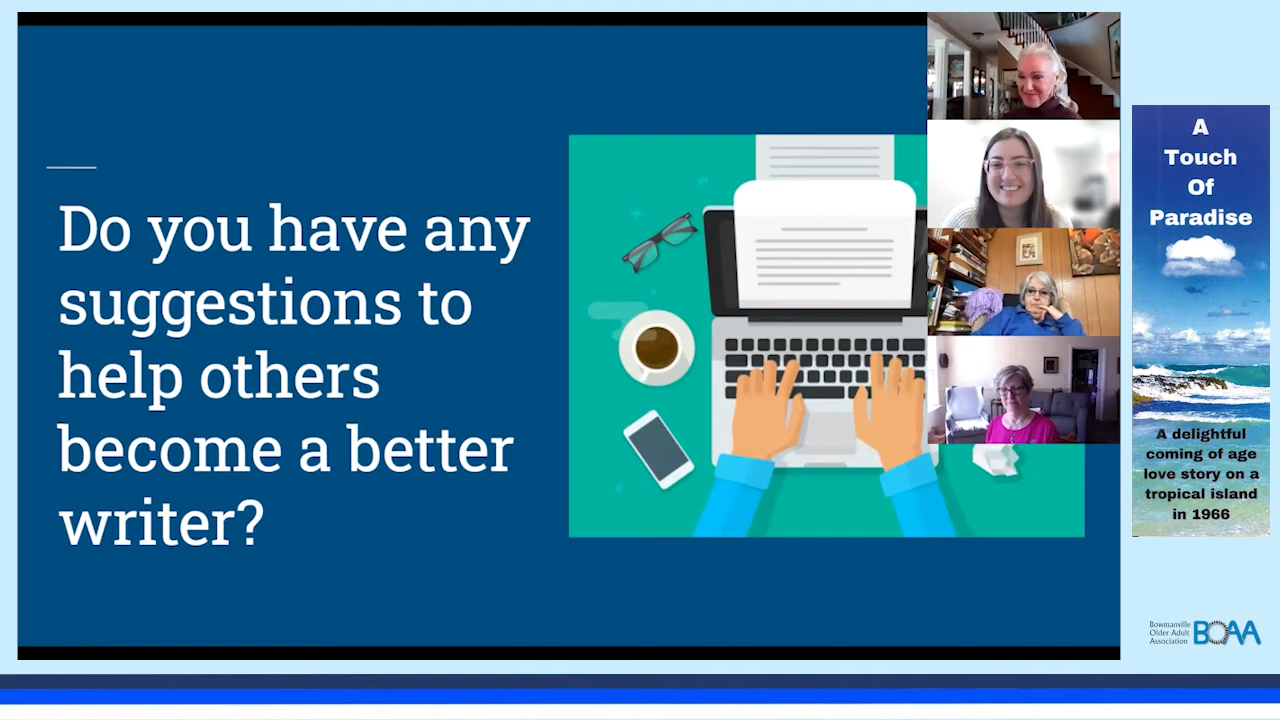 Do you have any
suggestions to
help others
become a better
writer?
A
Touch
Of
Paradise
A delightful
coming of age
love story on a
tropical island
in 1966
Bowmanville
Older Adult
Association
BOAA